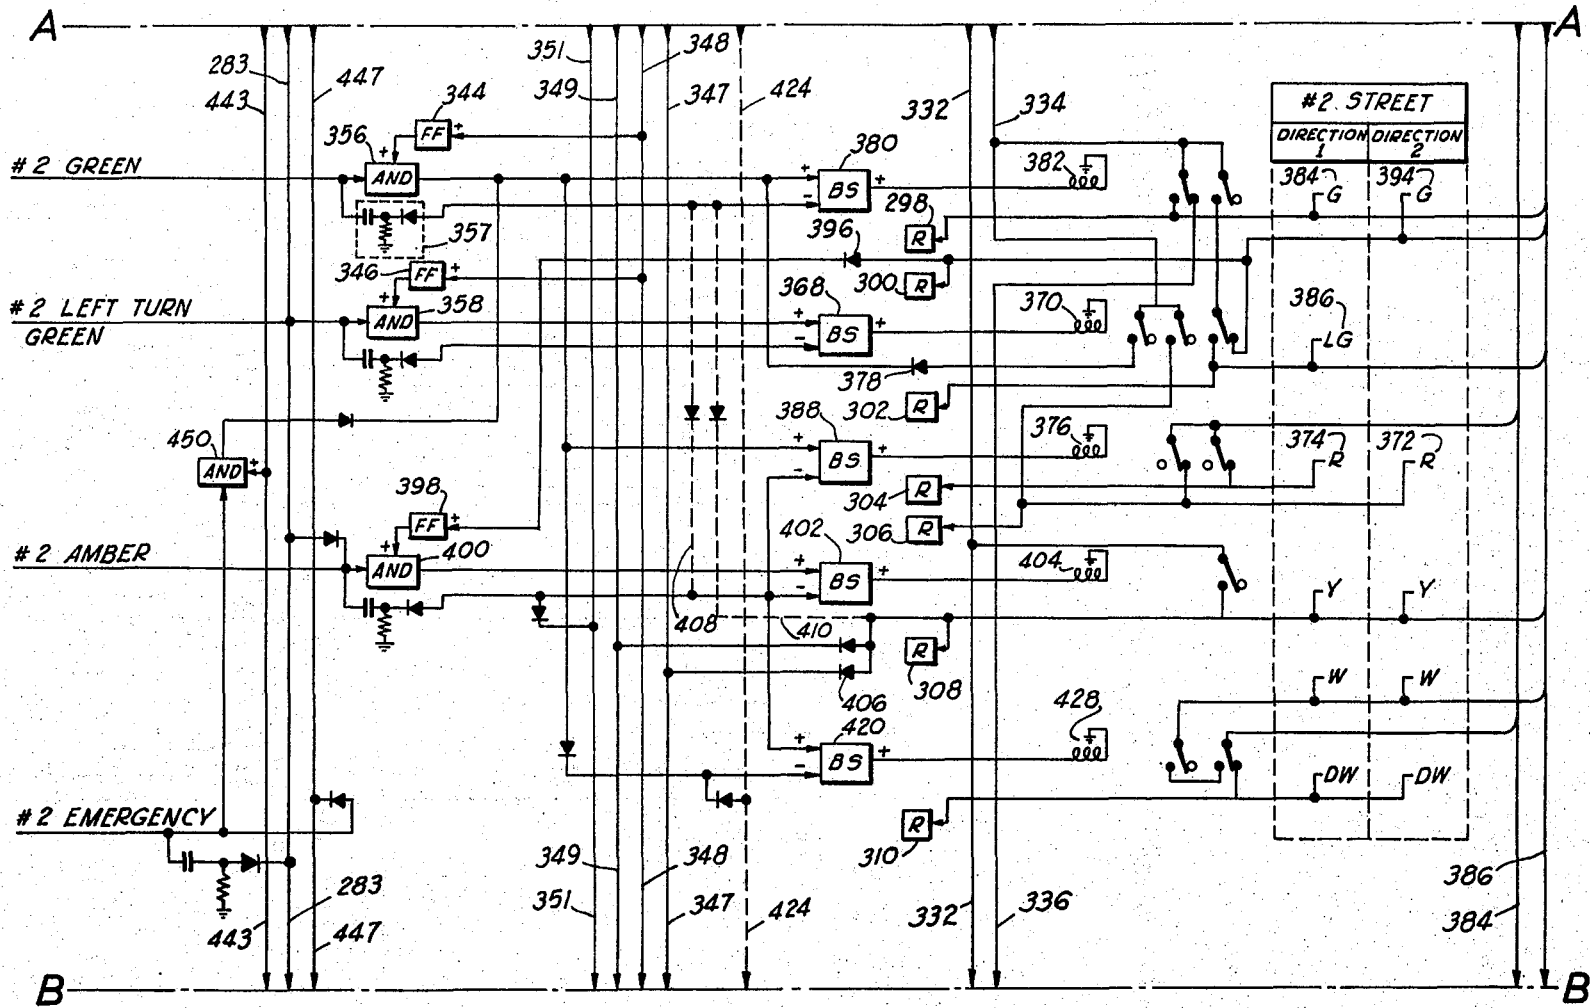 A
A
283
443
447
351
349
348
347
424
332
334
#2 STREET
DIRECTION 1
DIRECTION 2
344
FF
+
356
+
# 2 GREEN
AND
357
380
+
BS
+
-
382
384
G
394
G
298
R
396
346
FF
+
300
R
# 2 LEFT TURN
GREEN
+
358
AND
368
+
BS
+
-
370
386
LG
378
302
R
450
AND
+
388
+
BS
+
-
376
374
R
372
R
304
R
398
FF
+
306
R
# 2 AMBER
+
400
AND
402
+
BS
+
-
404
Y
Y
408
410
R
308
406
W
W
428
420
+
BS
+
-
DW
DW
# 2 EMERGENCY
R
310
349
351
348
347
424
332
336
386
384
283
443
447
B
B